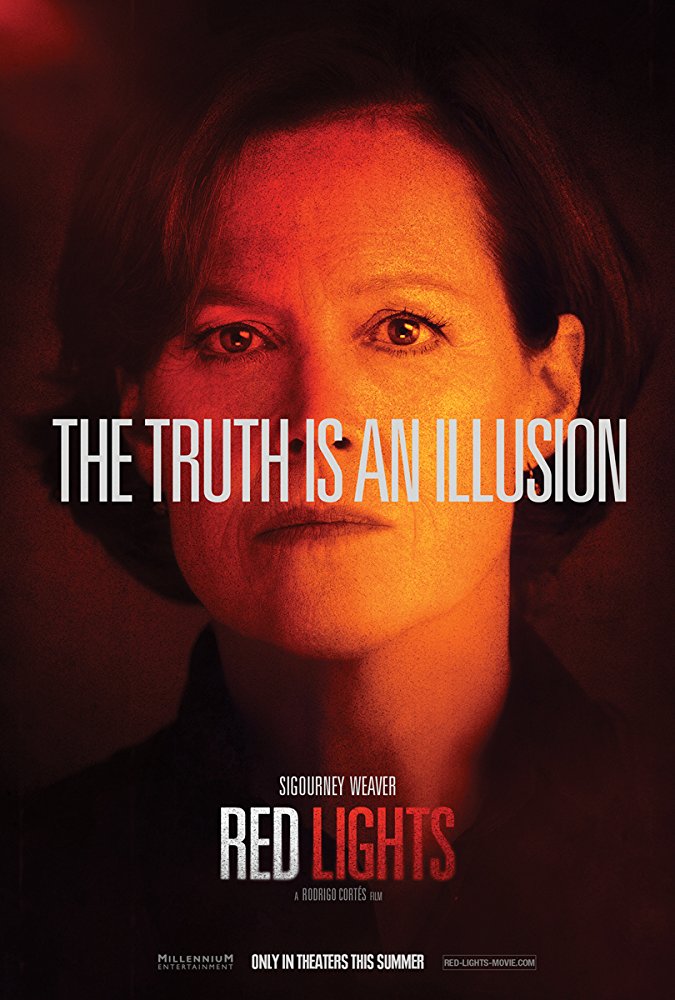 THE TRUTH IS AN ILLUSION
SIGOURNEY WEAVER
RED LIGHTS
A RODRIGO CORTÉS FILM
MILLENNIUM
ENTERTAINMENT
ONLY IN THEATERS THIS SUMMER
RED-LIGHTS-MOVIE.COM